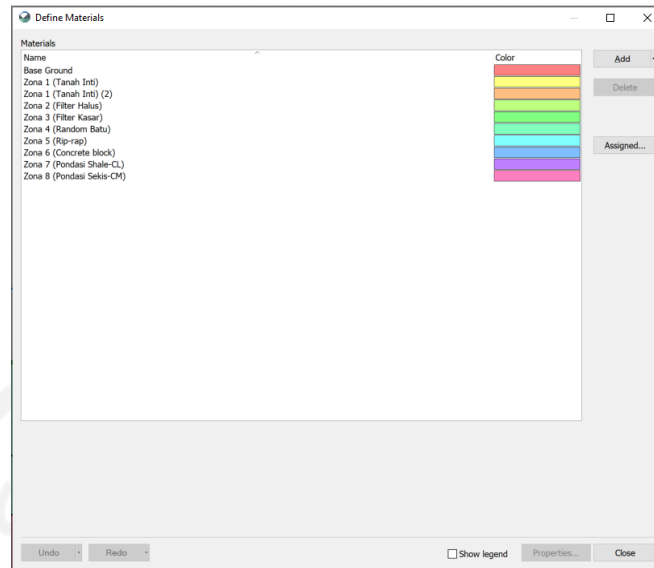 Define Materials
Materials
Name Color
Base Ground
Zona 1 (Tanah Inti)
Zona 1 (Tanah Inti) (2)
Zona 2 (Filter Halus)
Zona 3 (Filter Kasar)
Zona 4 (Random Batu)
Zona 5 (Rip-rap)
Zona 6 (Concrete block)
Zona 7 (Pondasi Shale-CL)
Zona 8 (Pondasi Sekis-CM)
Add
Delete
Assigned...
Undo Redo Show legend Properties... Close